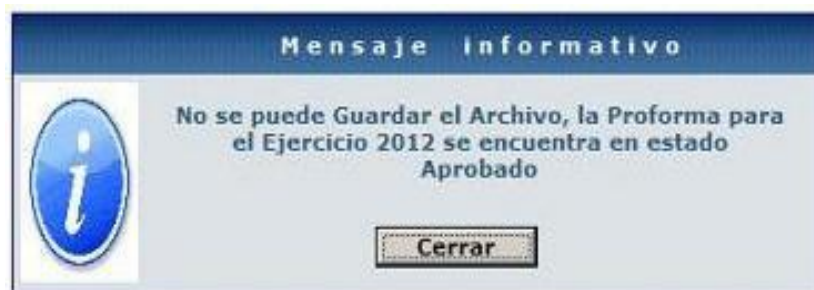 Mensaje informativo
No se puede Guardar el Archivo, la Proforma para
el Ejercicio 2012 se encuentra en estado
Aprobado
Cerrar